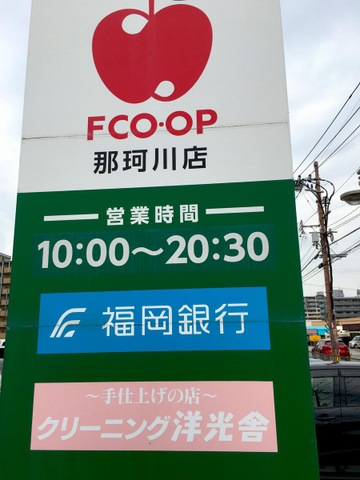 FCO・OP
那珂川店
営業時間
10:00～20:30
福岡銀行
～手仕上げの店～
クリーニング洋光舎